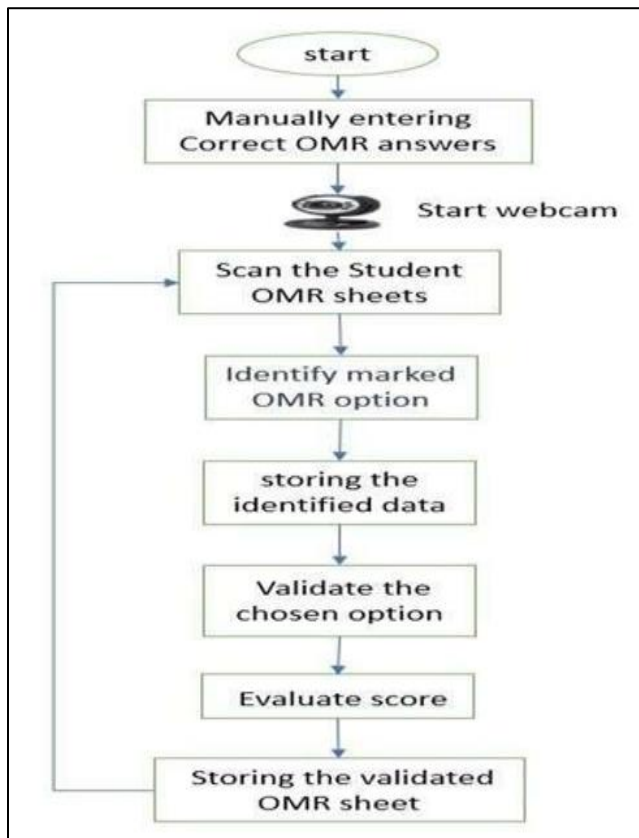 start
Manually entering
Correct OMR answers
Start webcam
Scan the Student
OMR sheets
Identify marked
OMR option
storing the
identified data
Validate the
chosen option
Evaluate score
Storing the validated
OMR sheet